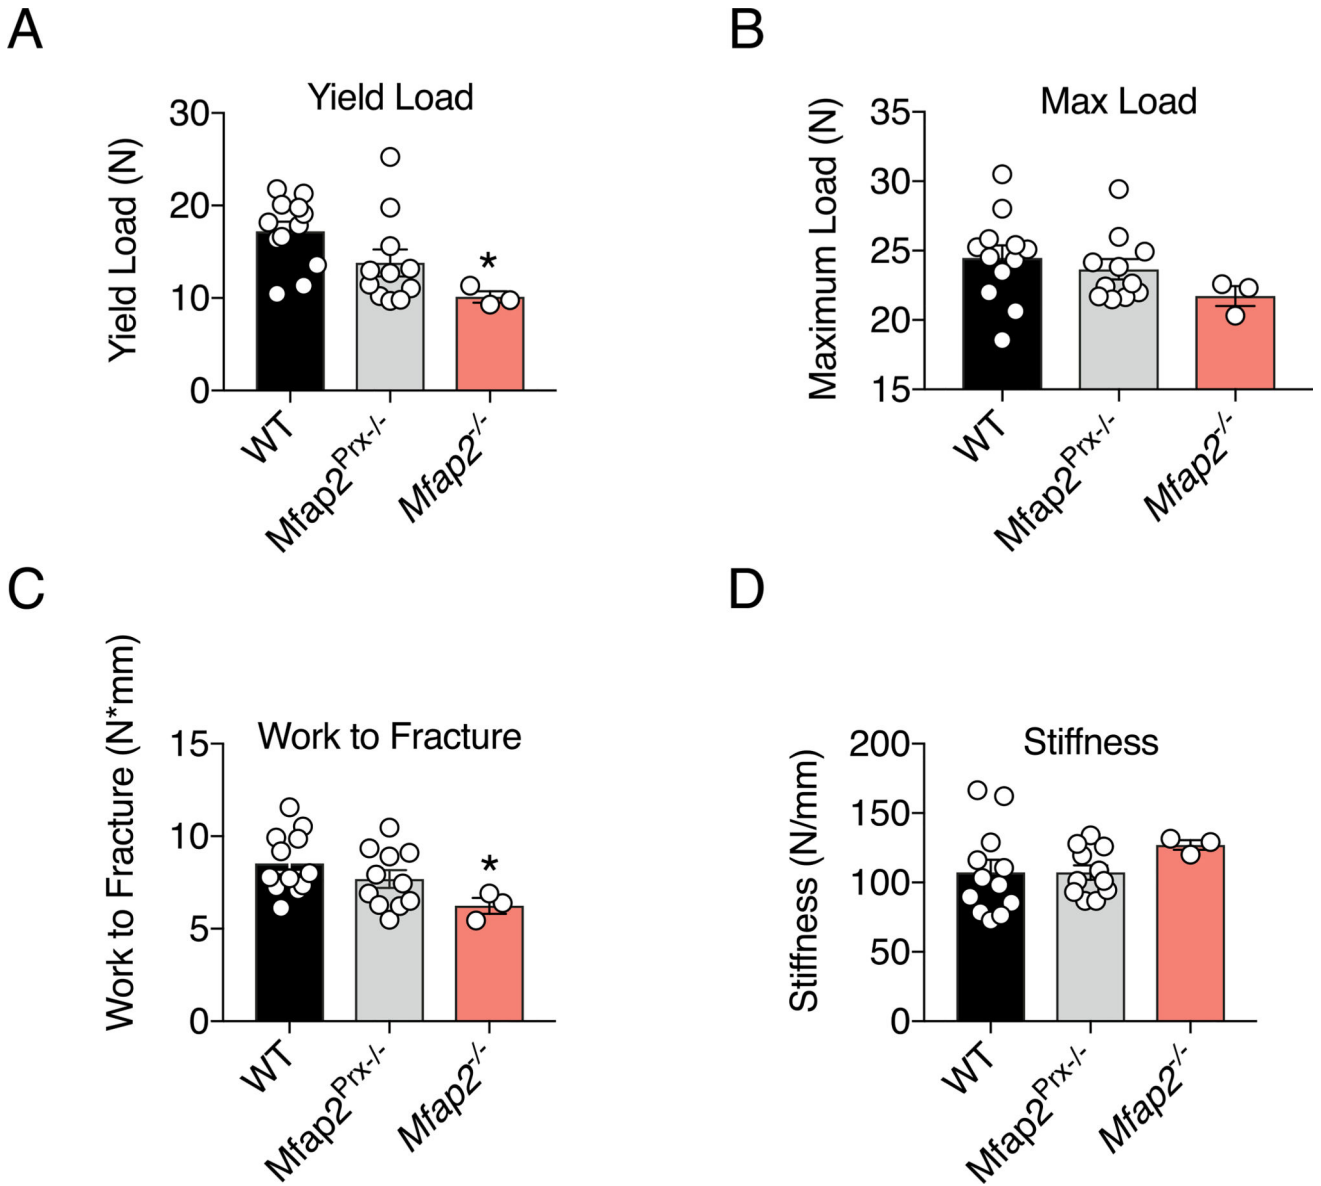 A
Yield Load
Yield Load (N)
30
20
10
0
*
WT
Mfap2Prx-/-
Mfap2-/-
B
Max Load
Maximum Load (N)
35
30
25
20
15
WT
Mfap2Prx-/-
Mfap2-/-
C
Work to Fracture
Work to Fracture (N*mm)
15
10
5
0
*
WT
Mfap2Prx-/-
Mfap2-/-
D
Stiffness
Stiffness (N/mm)
200
150
100
50
0
WT
Mfap2Prx-/-
Mfap2-/-